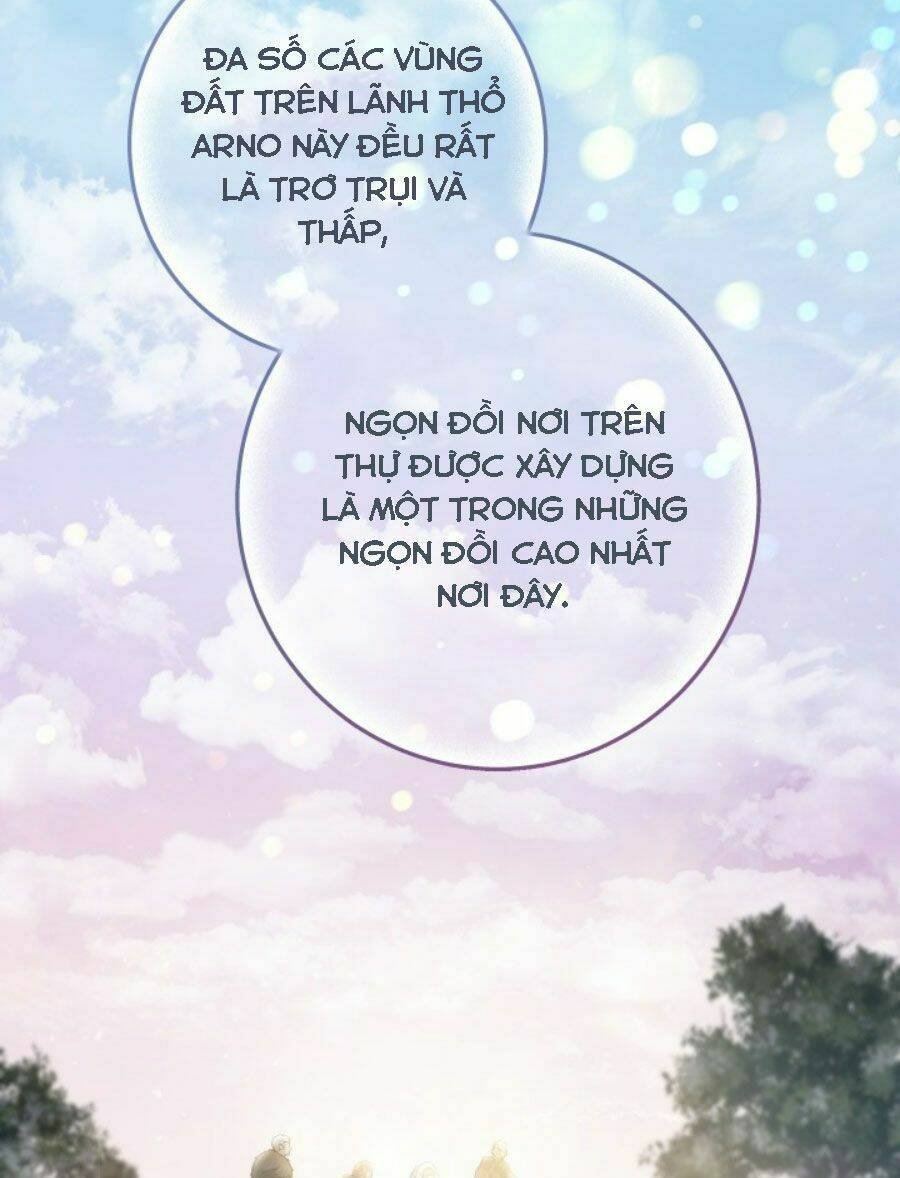 ĐA SỐ CÁC VÙNG
ĐẤT TRÊN LÃNH THỔ
ARNO NÀY ĐỀU RẤT
LÀ TRƠ TRỤI VÀ
THẤP,
NGỌN ĐỒI NƠI TRÊN
THỰ ĐƯỢC XÂY DỰNG
LÀ MỘT TRONG NHỮNG
NGỌN ĐỒI CAO NHẤT
NƠI ĐÂY.